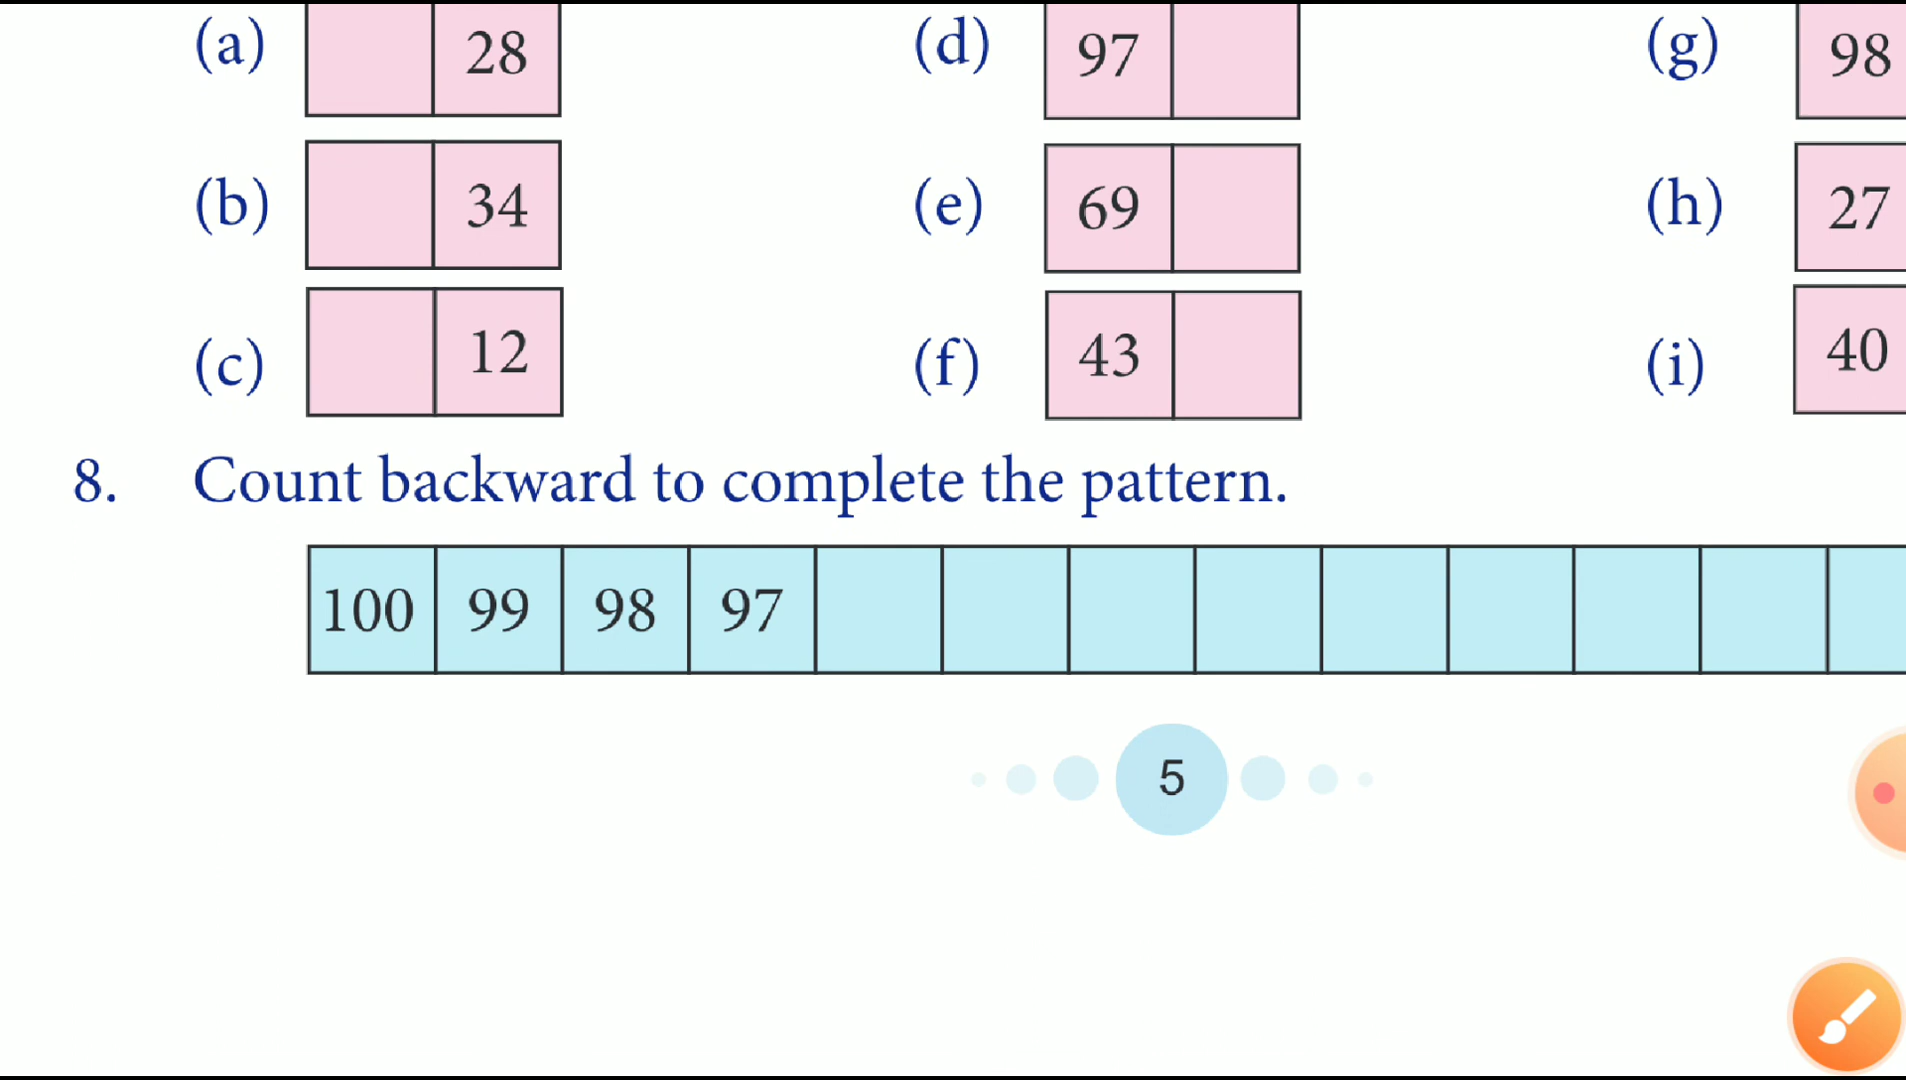 (a) 28 (d) 97 (g) 98
(b) 34 (e) 69 (h) 27
(c) 12 (f) 43 (i) 40
8. Count backward to complete the pattern.
100 99 98 97
5